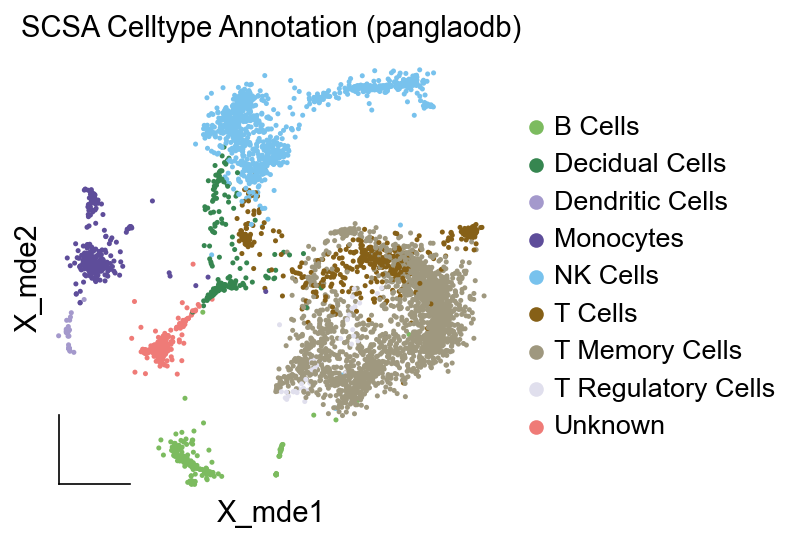 SCSA Celltype Annotation (panglaodb)
B Cells
Decidual Cells
Dendritic Cells
Monocytes
NK Cells
T Cells
T Memory Cells
T Regulatory Cells
Unknown
X_mde2
X_mde1